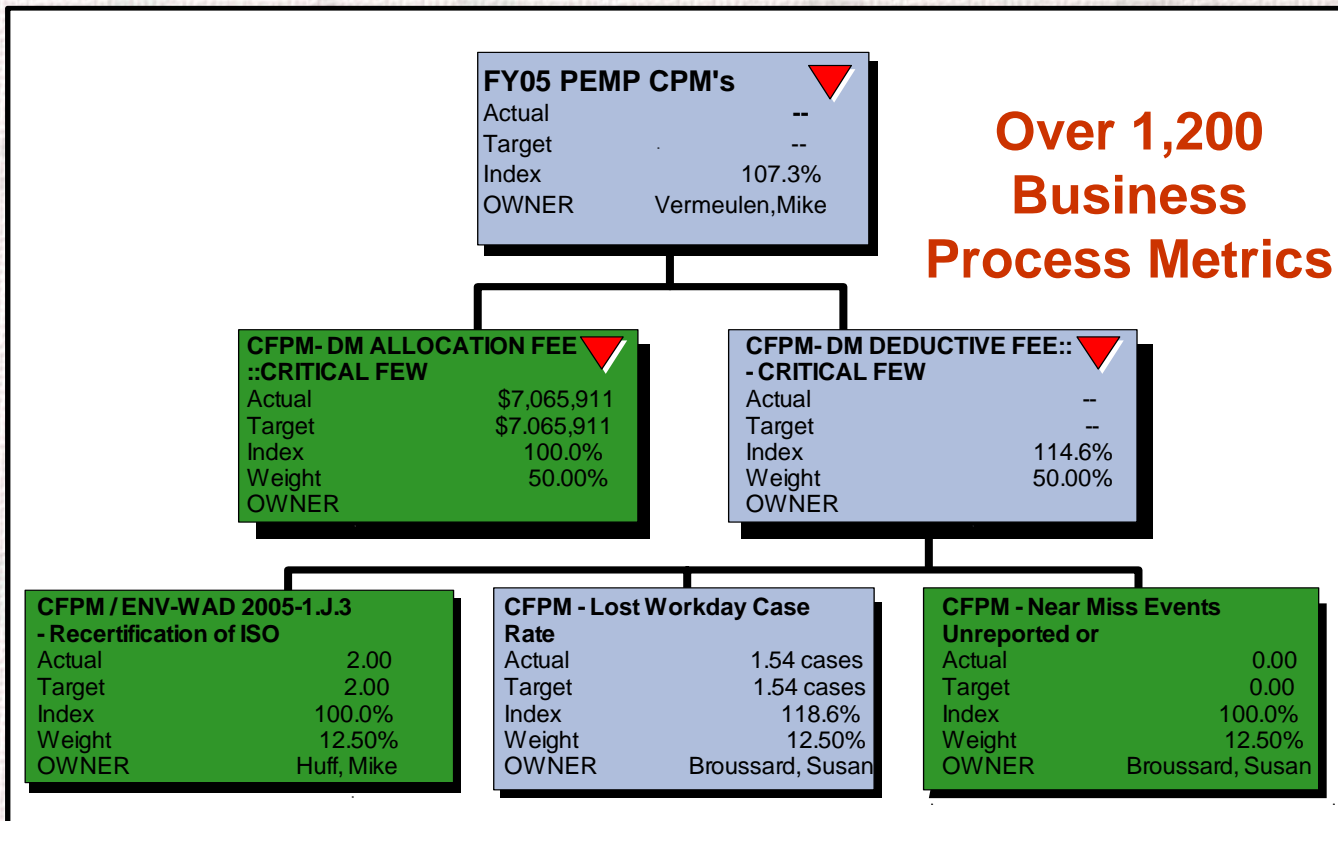 FY05 PEMP CPM's
Actual --
Target --
Index 107.3%
OWNER Vermeulen,Mike
Over 1,200
Business
Process Metrics
CFPM- DM ALLOCATION FEE
::CRITICAL FEW
Actual $7,065,911
Target $7.065,911
Index 100.0%
Weight 50.00%
OWNER
CFPM- DM DEDUCTIVE FEE::
- CRITICAL FEW
Actual --
Target --
Index 114.6%
Weight 50.00%
OWNER
CFPM / ENV-WAD 2005-1.J.3
- Recertification of ISO
Actual 2.00
Target 2.00
Index 100.0%
Weight 12.50%
OWNER Huff, Mike
CFPM - Lost Workday Case
Rate
Actual 1.54 cases
Target 1.54 cases
Index 118.6%
Weight 12.50%
OWNER Broussard, Susan
CFPM - Near Miss Events
Unreported or
Actual 0.00
Target 0.00
Index 100.0%
Weight 12.50%
OWNER Broussard, Susan